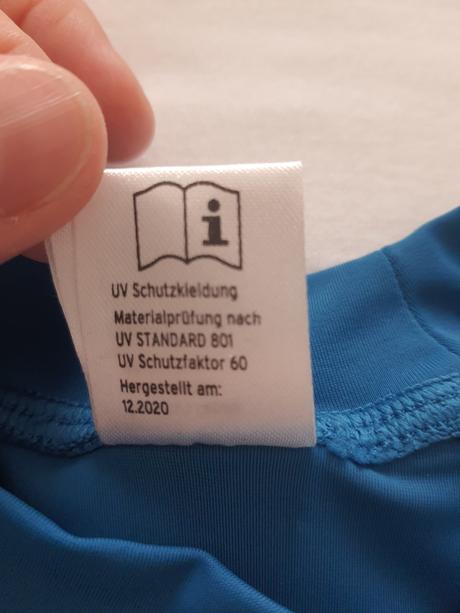 i
UV Schutzkleidung
Materialprüfung nach
UV STANDARD 801
UV Schutzfaktor 60
Hergestellt am:
12.2020